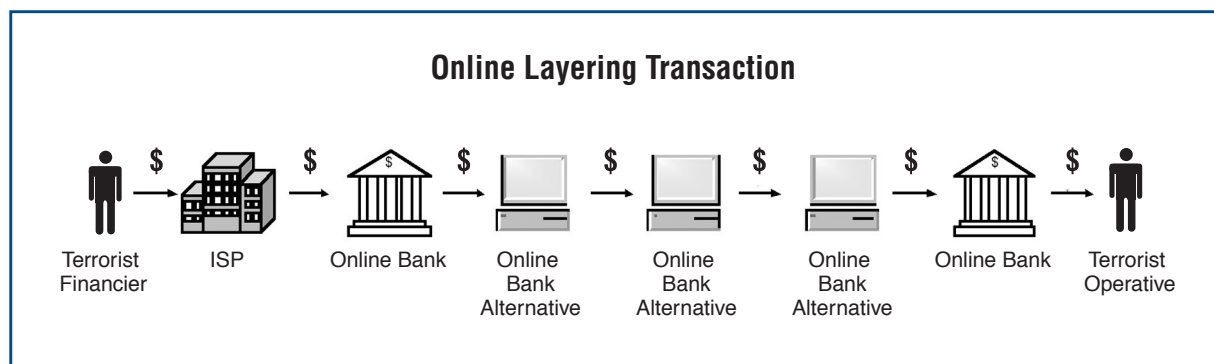 Online Layering Transaction
$ $ $ $ $ $ $
$ $
Terrorist Financier
ISP
Online Bank
Online Bank Alternative
Online Bank Alternative
Online Bank Alternative
Online Bank
Terrorist Operative